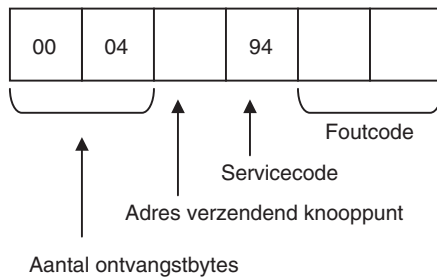 00 04 94
Foutcode
Servicecode
Adres verzendend knooppunt
Aantal ontvangstbytes